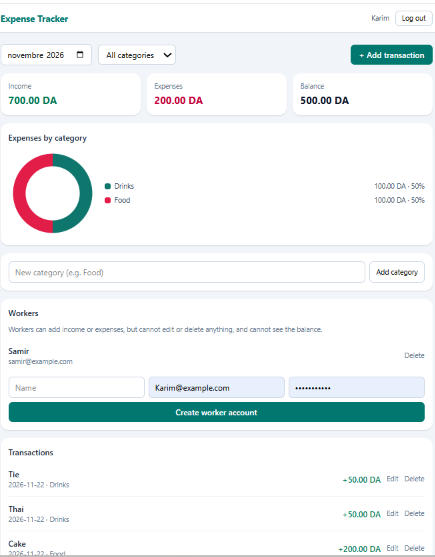 Expense Tracker
Karim
Log out
novembre 2026
All categories
+ Add transaction
Income
700.00 DA
Expenses
200.00 DA
Balance
500.00 DA
Expenses by category
Drinks
100.00 DA · 50%
Food
100.00 DA · 50%
New category (e.g. Food)
Add category
Workers
Workers can add income or expenses, but cannot edit or delete anything, and cannot see the balance.
Samir
samir@example.com
Delete
Name
Karim@example.com
•••••••••••
Create worker account
Transactions
Tie
2026-11-22 · Drinks
+50.00 DA Edit Delete
Thai
2026-11-22 · Drinks
+50.00 DA Edit Delete
Cake
2026-11-22 · Food
+200.00 DA Edit Delete